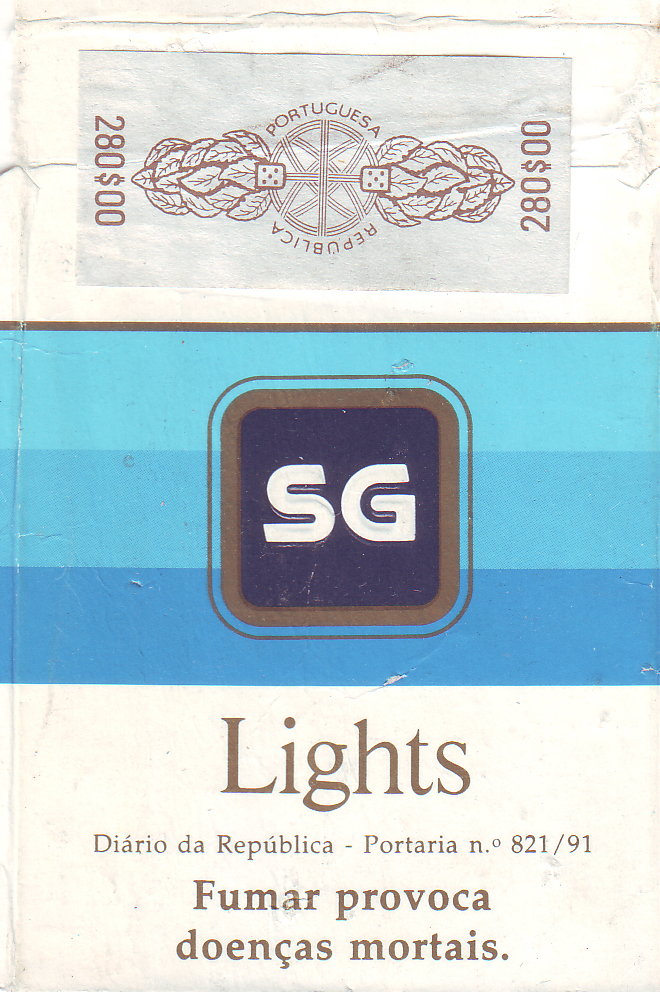 PORTUGUESA
280$00
280$00
REPÚBLICA
SG
Lights
Diário da República - Portaria n.º 821/91
Fumar provoca
doenças mortais.